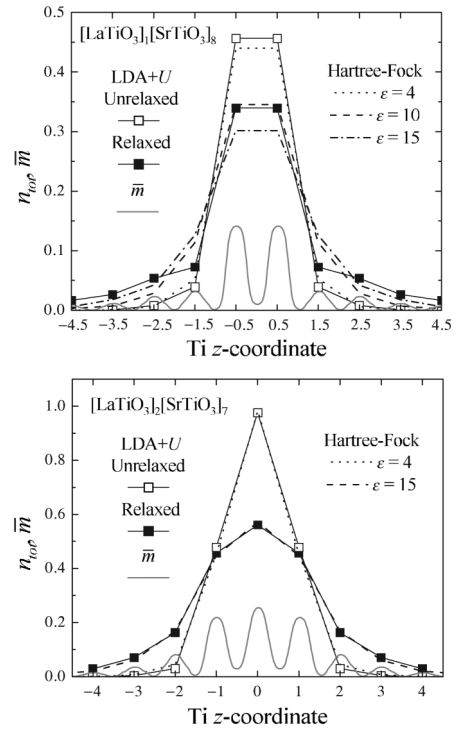 [LaTiO₃]₁[SrTiO₃]₈
LDA+U
Unrelaxed
Relaxed
m̅
Hartree-Fock
ε = 4
ε = 10
ε = 15
n_tot, m̅
0.5
0.4
0.3
0.2
0.1
0.0
−4.5 −3.5 −2.5 −1.5 −0.5 0.5 1.5 2.5 3.5 4.5
Ti z-coordinate
[LaTiO₃]₂[SrTiO₃]₇
LDA+U
Unrelaxed
Relaxed
m̅
Hartree-Fock
ε = 4
ε = 15
n_tot, m̅
1.0
0.8
0.6
0.4
0.2
0.0
−4 −3 −2 −1 0 1 2 3 4
Ti z-coordinate